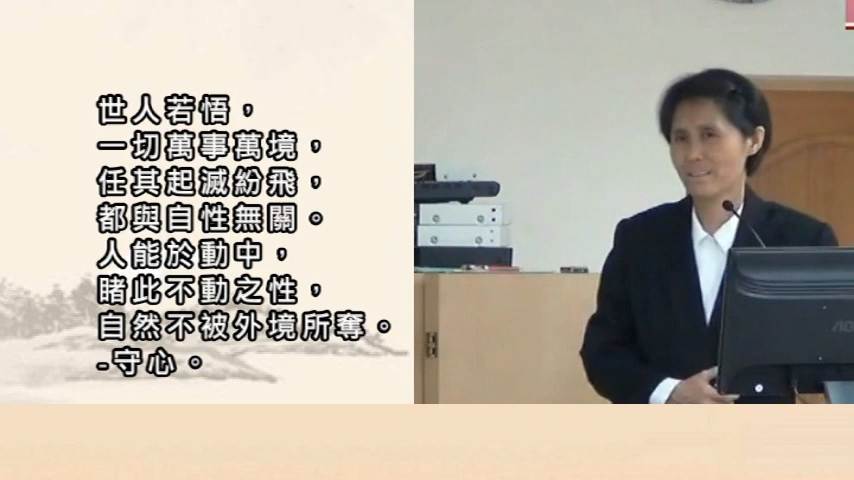 世人若悟，
一切萬事萬境，
任其起滅紛飛，
都與自性無關。
人能於動中，
睹此不動之性，
自然不被外境所奪。
-守心。